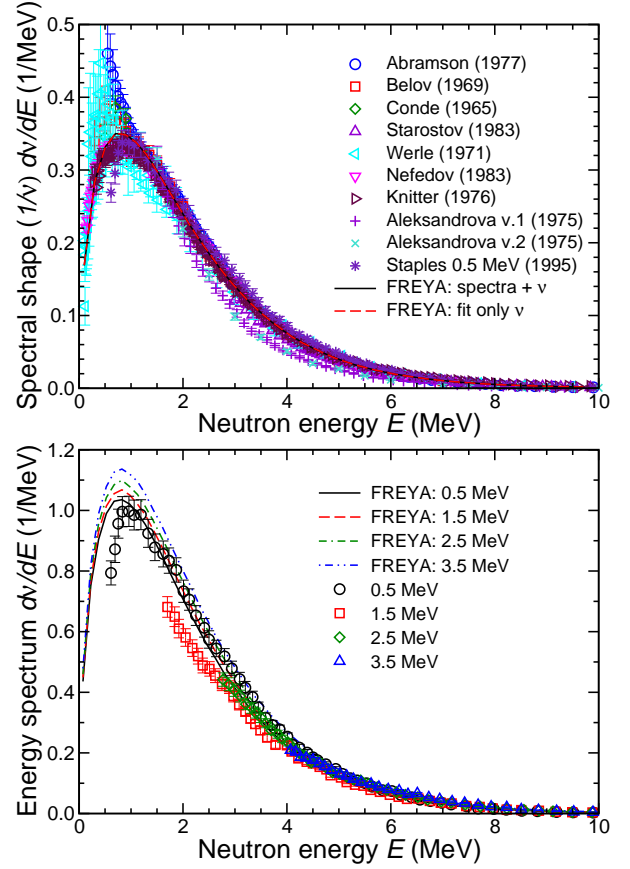 0.5
0.4
0.3
0.2
0.1
0.0
Spectral shape (1/ν) dν/dE (1/MeV)
Abramson (1977)
Belov (1969)
Conde (1965)
Starostov (1983)
Werle (1971)
Nefedov (1983)
Knitter (1976)
Aleksandrova v.1 (1975)
Aleksandrova v.2 (1975)
Staples 0.5 MeV (1995)
FREYA: spectra + ν
FREYA: fit only ν
0 2 4 6 8 10
Neutron energy E (MeV)
1.2
1.0
0.8
0.6
0.4
0.2
0.0
Energy spectrum dν/dE (1/MeV)
FREYA: 0.5 MeV
FREYA: 1.5 MeV
FREYA: 2.5 MeV
FREYA: 3.5 MeV
0.5 MeV
1.5 MeV
2.5 MeV
3.5 MeV
0 2 4 6 8 10
Neutron energy E (MeV)